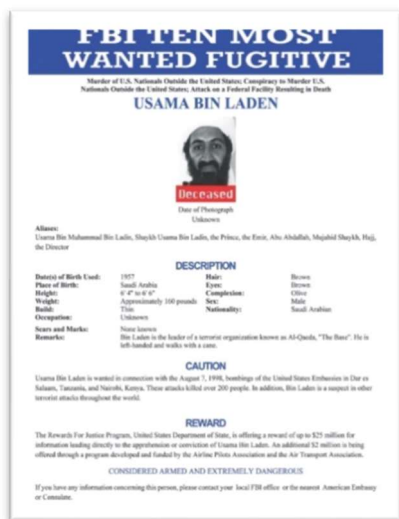 FBI TEN MOST
WANTED FUGITIVE
Murder of U.S. Nationals Outside the United States; Conspiracy to Murder U.S.
Nationals Outside the United States; Attack on a Federal Facility Resulting in Death
USAMA BIN LADEN
Deceased
Date of Photograph
Unknown
Aliases:
Usama Bin Muhammad Bin Ladin, Shaykh Usama Bin Ladin, the Prince, the Emir, Abu Abdallah, Mujahid Shaykh, Hajj,
the Director
DESCRIPTION
Date(s) of Birth Used: 1957 Hair: Brown
Place of Birth: Saudi Arabia Eyes: Brown
Height: 6' 4" to 6' 6" Complexion: Olive
Weight: Approximately 160 pounds Sex: Male
Build: Thin Nationality: Saudi Arabian
Occupation: Unknown
Scars and Marks: None known
Remarks: Bin Laden is the leader of a terrorist organization known as Al-Qaeda, "The Base". He is
left-handed and walks with a cane.
CAUTION
Usama Bin Laden is wanted in connection with the August 7, 1998, bombings of the United States Embassies in Dar es
Salaam, Tanzania, and Nairobi, Kenya. These attacks killed over 200 people. In addition, Bin Laden is a suspect in other
terrorist attacks throughout the world.
REWARD
The Rewards For Justice Program, United States Department of State, is offering a reward of up to $25 million for
information leading directly to the apprehension or conviction of Usama Bin Laden. An additional $2 million is being
offered through a program developed and funded by the Airline Pilots Association and the Air Transport Association.
CONSIDERED ARMED AND EXTREMELY DANGEROUS
If you have any information concerning this person, please contact your local FBI office or the nearest American Embassy
or Consulate.